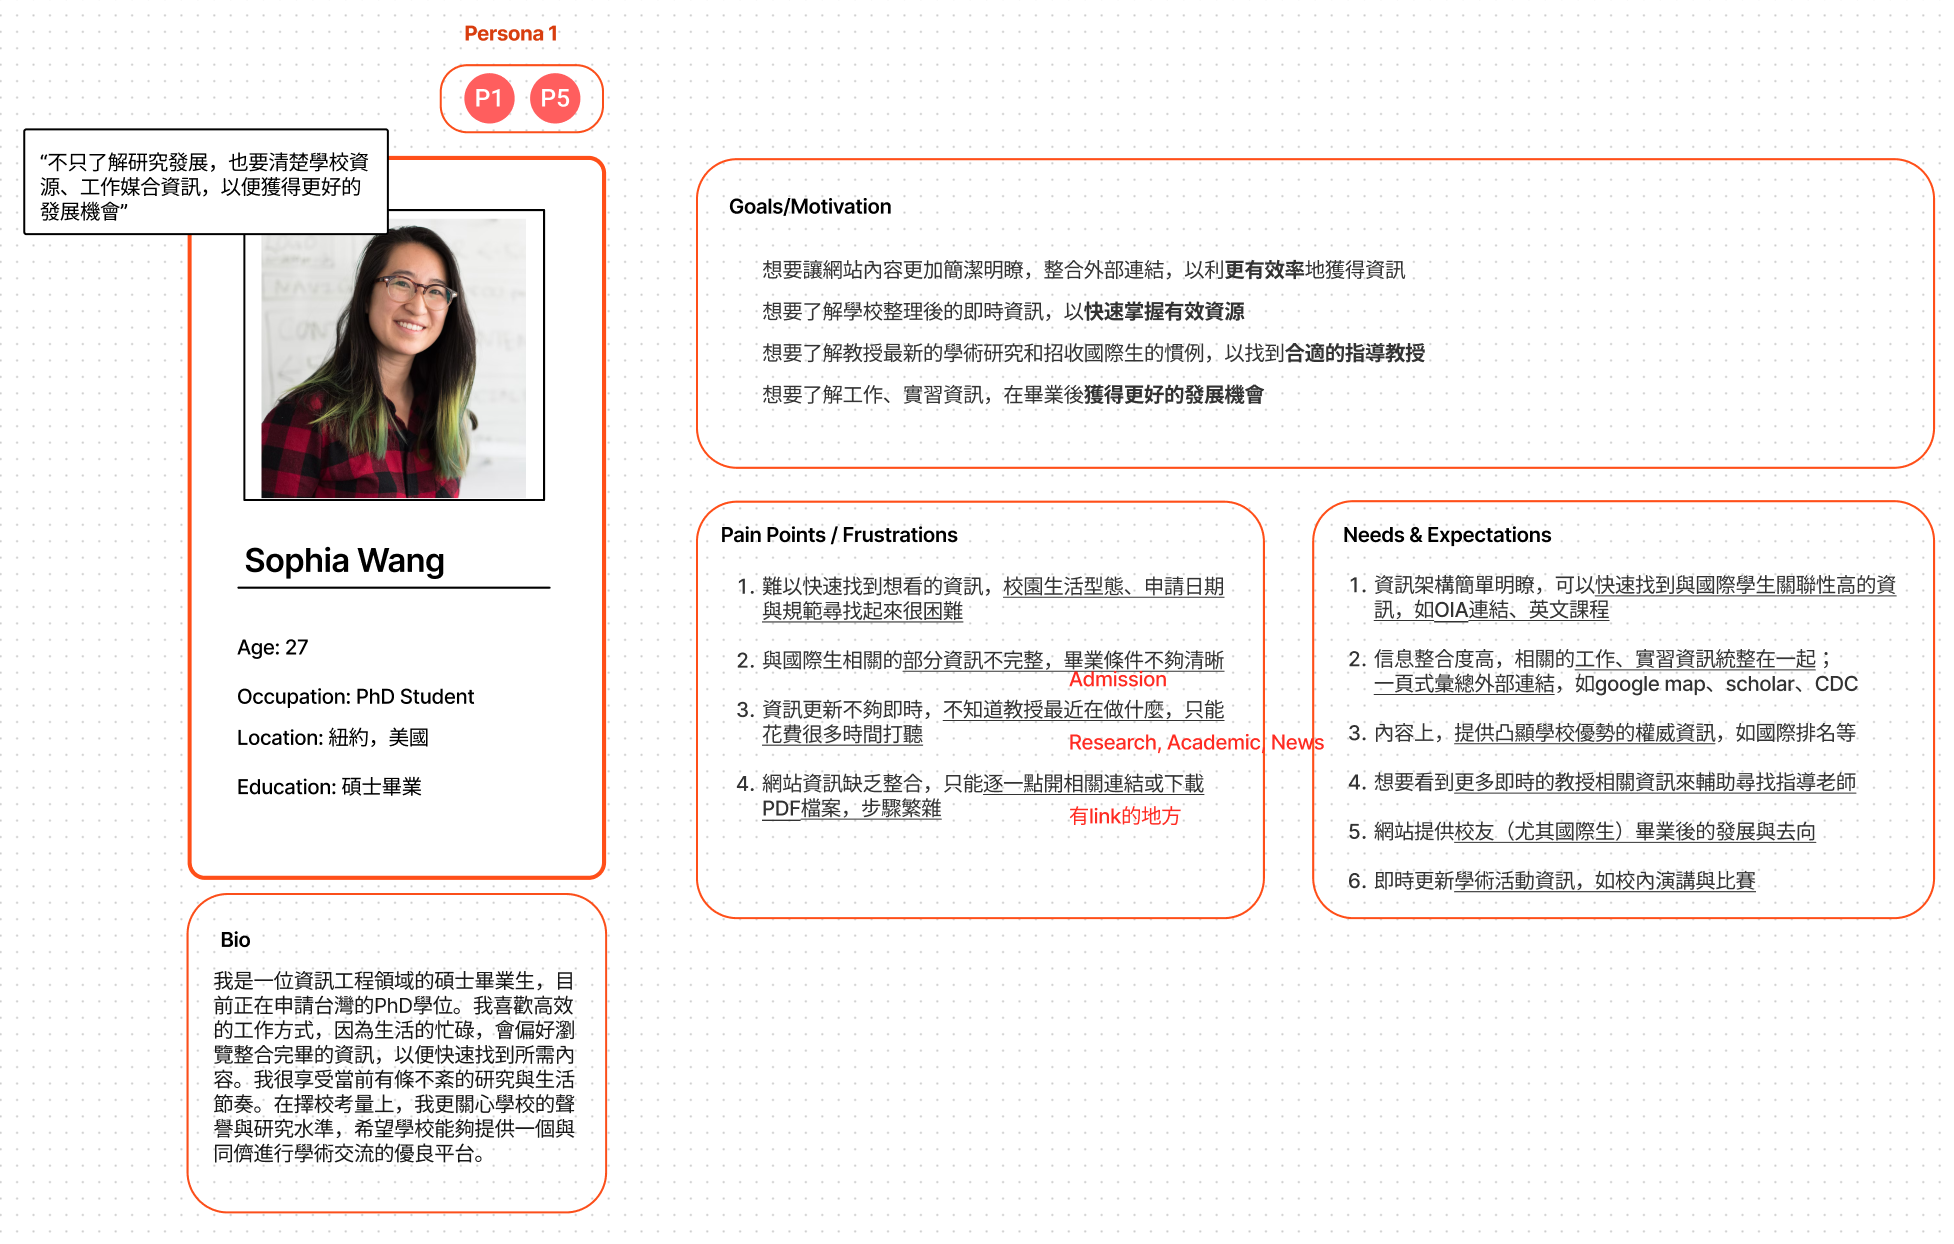 Persona 1
P1 P5
“不只了解研究發展，也要清楚學校資
源、工作媒合資訊，以便獲得更好的
發展機會”
Sophia Wang
Age: 27
Occupation: PhD Student
Location: 紐約，美國
Education: 碩士畢業
Bio
我是一位資訊工程領域的碩士畢業生，目
前正在申請台灣的PhD學位。我喜歡高效
的工作方式，因為生活的忙碌，會偏好瀏
覽整合完畢的資訊，以便快速找到所需內
容。我很享受當前有條不紊的研究與生活
節奏。在擇校考量上，我更關心學校的聲
譽與研究水準，希望學校能夠提供一個與
同儕進行學術交流的優良平台。
Goals/Motivation
想要讓網站內容更加簡潔明瞭，整合外部連結，以利更有效率地獲得資訊
想要了解學校整理後的即時資訊，以快速掌握有效資源
想要了解教授最新的學術研究和招收國際生的慣例，以找到合適的指導教授
想要了解工作、實習資訊，在畢業後獲得更好的發展機會
Pain Points / Frustrations
1. 難以快速找到想看的資訊，校園生活型態、申請日期
與規範尋找起來很困難
2. 與國際生相關的部分資訊不完整，畢業條件不夠清晰
Admission
3. 資訊更新不夠即時，不知道教授最近在做什麼，只能
花費很多時間打聽
Research, Academic, News
4. 網站資訊缺乏整合，只能逐一點開相關連結或下載
PDF檔案，步驟繁雜
有link的地方
Needs & Expectations
1. 資訊架構簡單明瞭，可以快速找到與國際學生關聯性高的資
訊，如OIA連結、英文課程
2. 信息整合度高，相關的工作、實習資訊統整在一起；
一頁式彙總外部連結，如google map、scholar、CDC
3. 內容上，提供凸顯學校優勢的權威資訊，如國際排名等
4. 想要看到更多即時的教授相關資訊來輔助尋找指導老師
5. 網站提供校友（尤其國際生）畢業後的發展與去向
6. 即時更新學術活動資訊，如校內演講與比賽